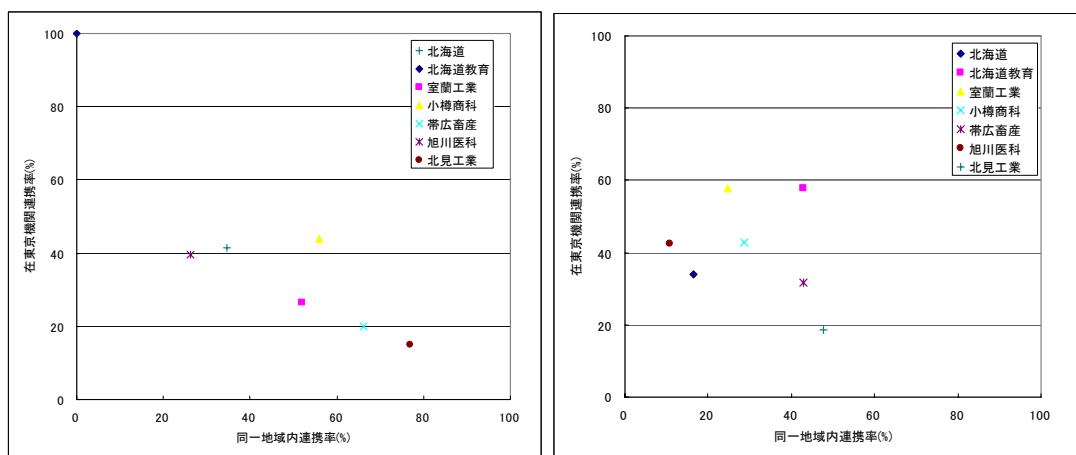 100
80
60
40
20
0
在東京機関連携率(%)
北海道
北海道教育
室蘭工業
小樽商科
帯広畜産
旭川医科
北見工業
0 20 40 60 80 100
同一地域内連携率(%)
100
80
60
40
20
0
在東京機関連携率(%)
北海道
北海道教育
室蘭工業
小樽商科
帯広畜産
旭川医科
北見工業
0 20 40 60 80 100
同一地域内連携率(%)